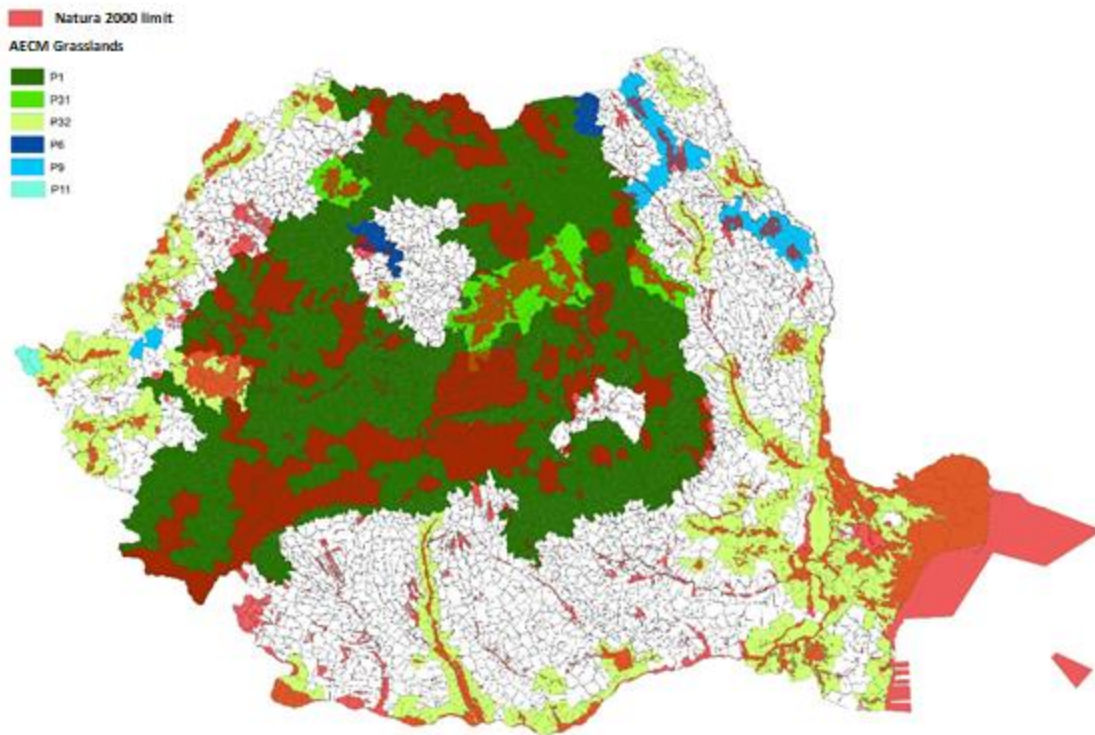 Natura 2000 limit
AECM Grasslands
P1
P31
P32
P6
P9
P11